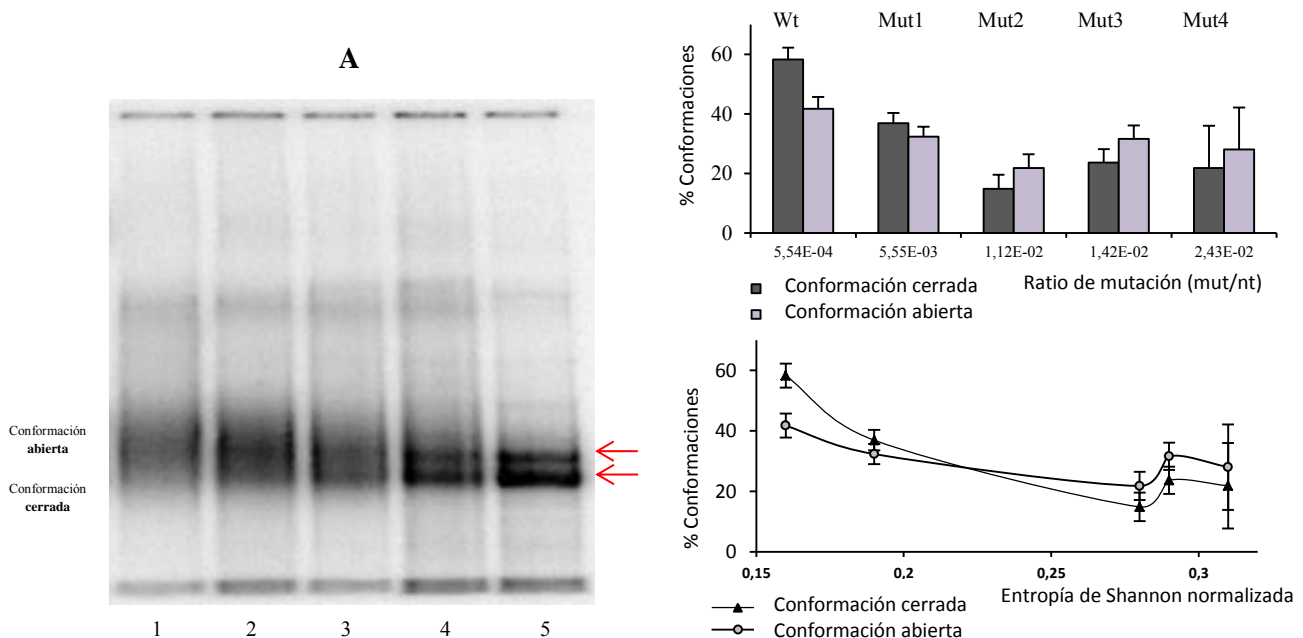 A
Conformación
abierta
Conformación
cerrada
1 2 3 4 5
Wt Mut1 Mut2 Mut3 Mut4
% Conformaciones
60
40
20
0
5,54E-04 5,55E-03 1,12E-02 1,42E-02 2,43E-02
Ratio de mutación (mut/nt)
Conformación cerrada
Conformación abierta
% Conformaciones
60
40
20
0
0,15 0,2 0,25 0,3
Entropía de Shannon normalizada
Conformación cerrada
Conformación abierta